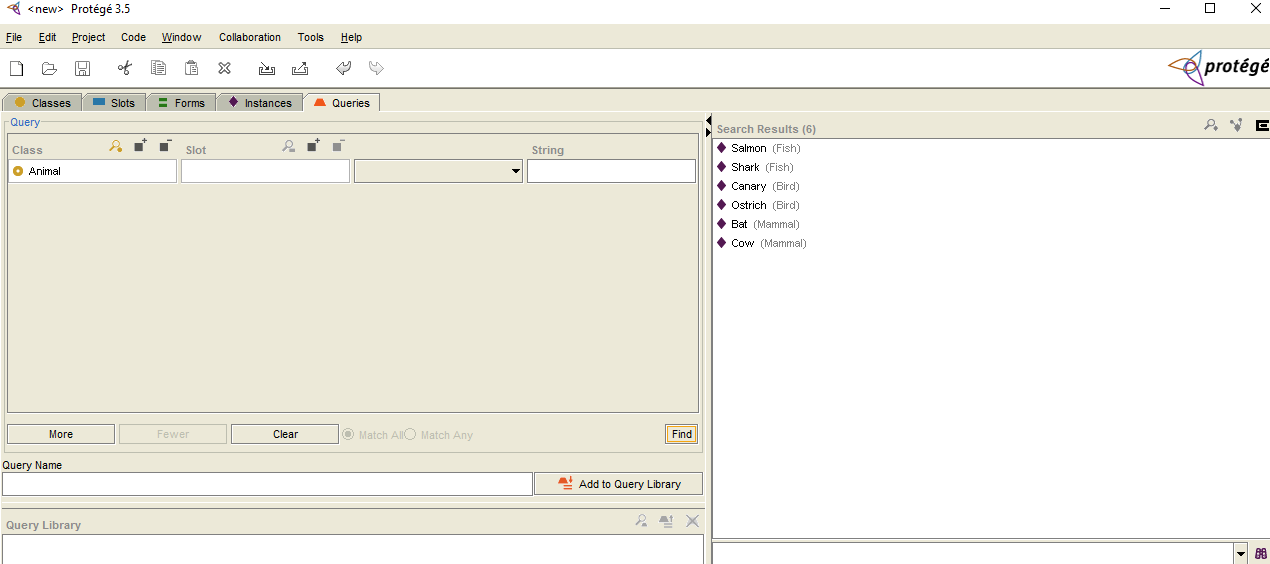 <new> Protégé 3.5
File Edit Project Code Window Collaboration Tools Help
protégé
Classes Slots Forms Instances Queries
Query
Class Slot String
Animal
More Fewer Clear Match All Match Any Find
Query Name
Add to Query Library
Query Library
Search Results (6)
Salmon (Fish)
Shark (Fish)
Canary (Bird)
Ostrich (Bird)
Bat (Mammal)
Cow (Mammal)